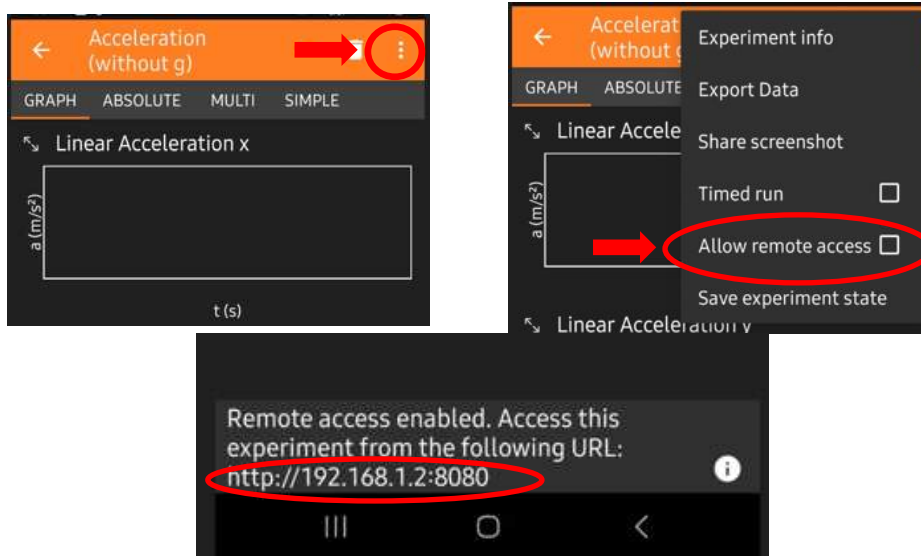 Acceleration
(without g)
GRAPH ABSOLUTE MULTI SIMPLE
Linear Acceleration x
a (m/s²)
t (s)
Accelerat
(without g
GRAPH ABSOLUTE
Linear Accele
a (m/s²)
Linear Acceleration y
Experiment info
Export Data
Share screenshot
Timed run
Allow remote access
Save experiment state
Remote access enabled. Access this
experiment from the following URL:
http://192.168.1.2:8080